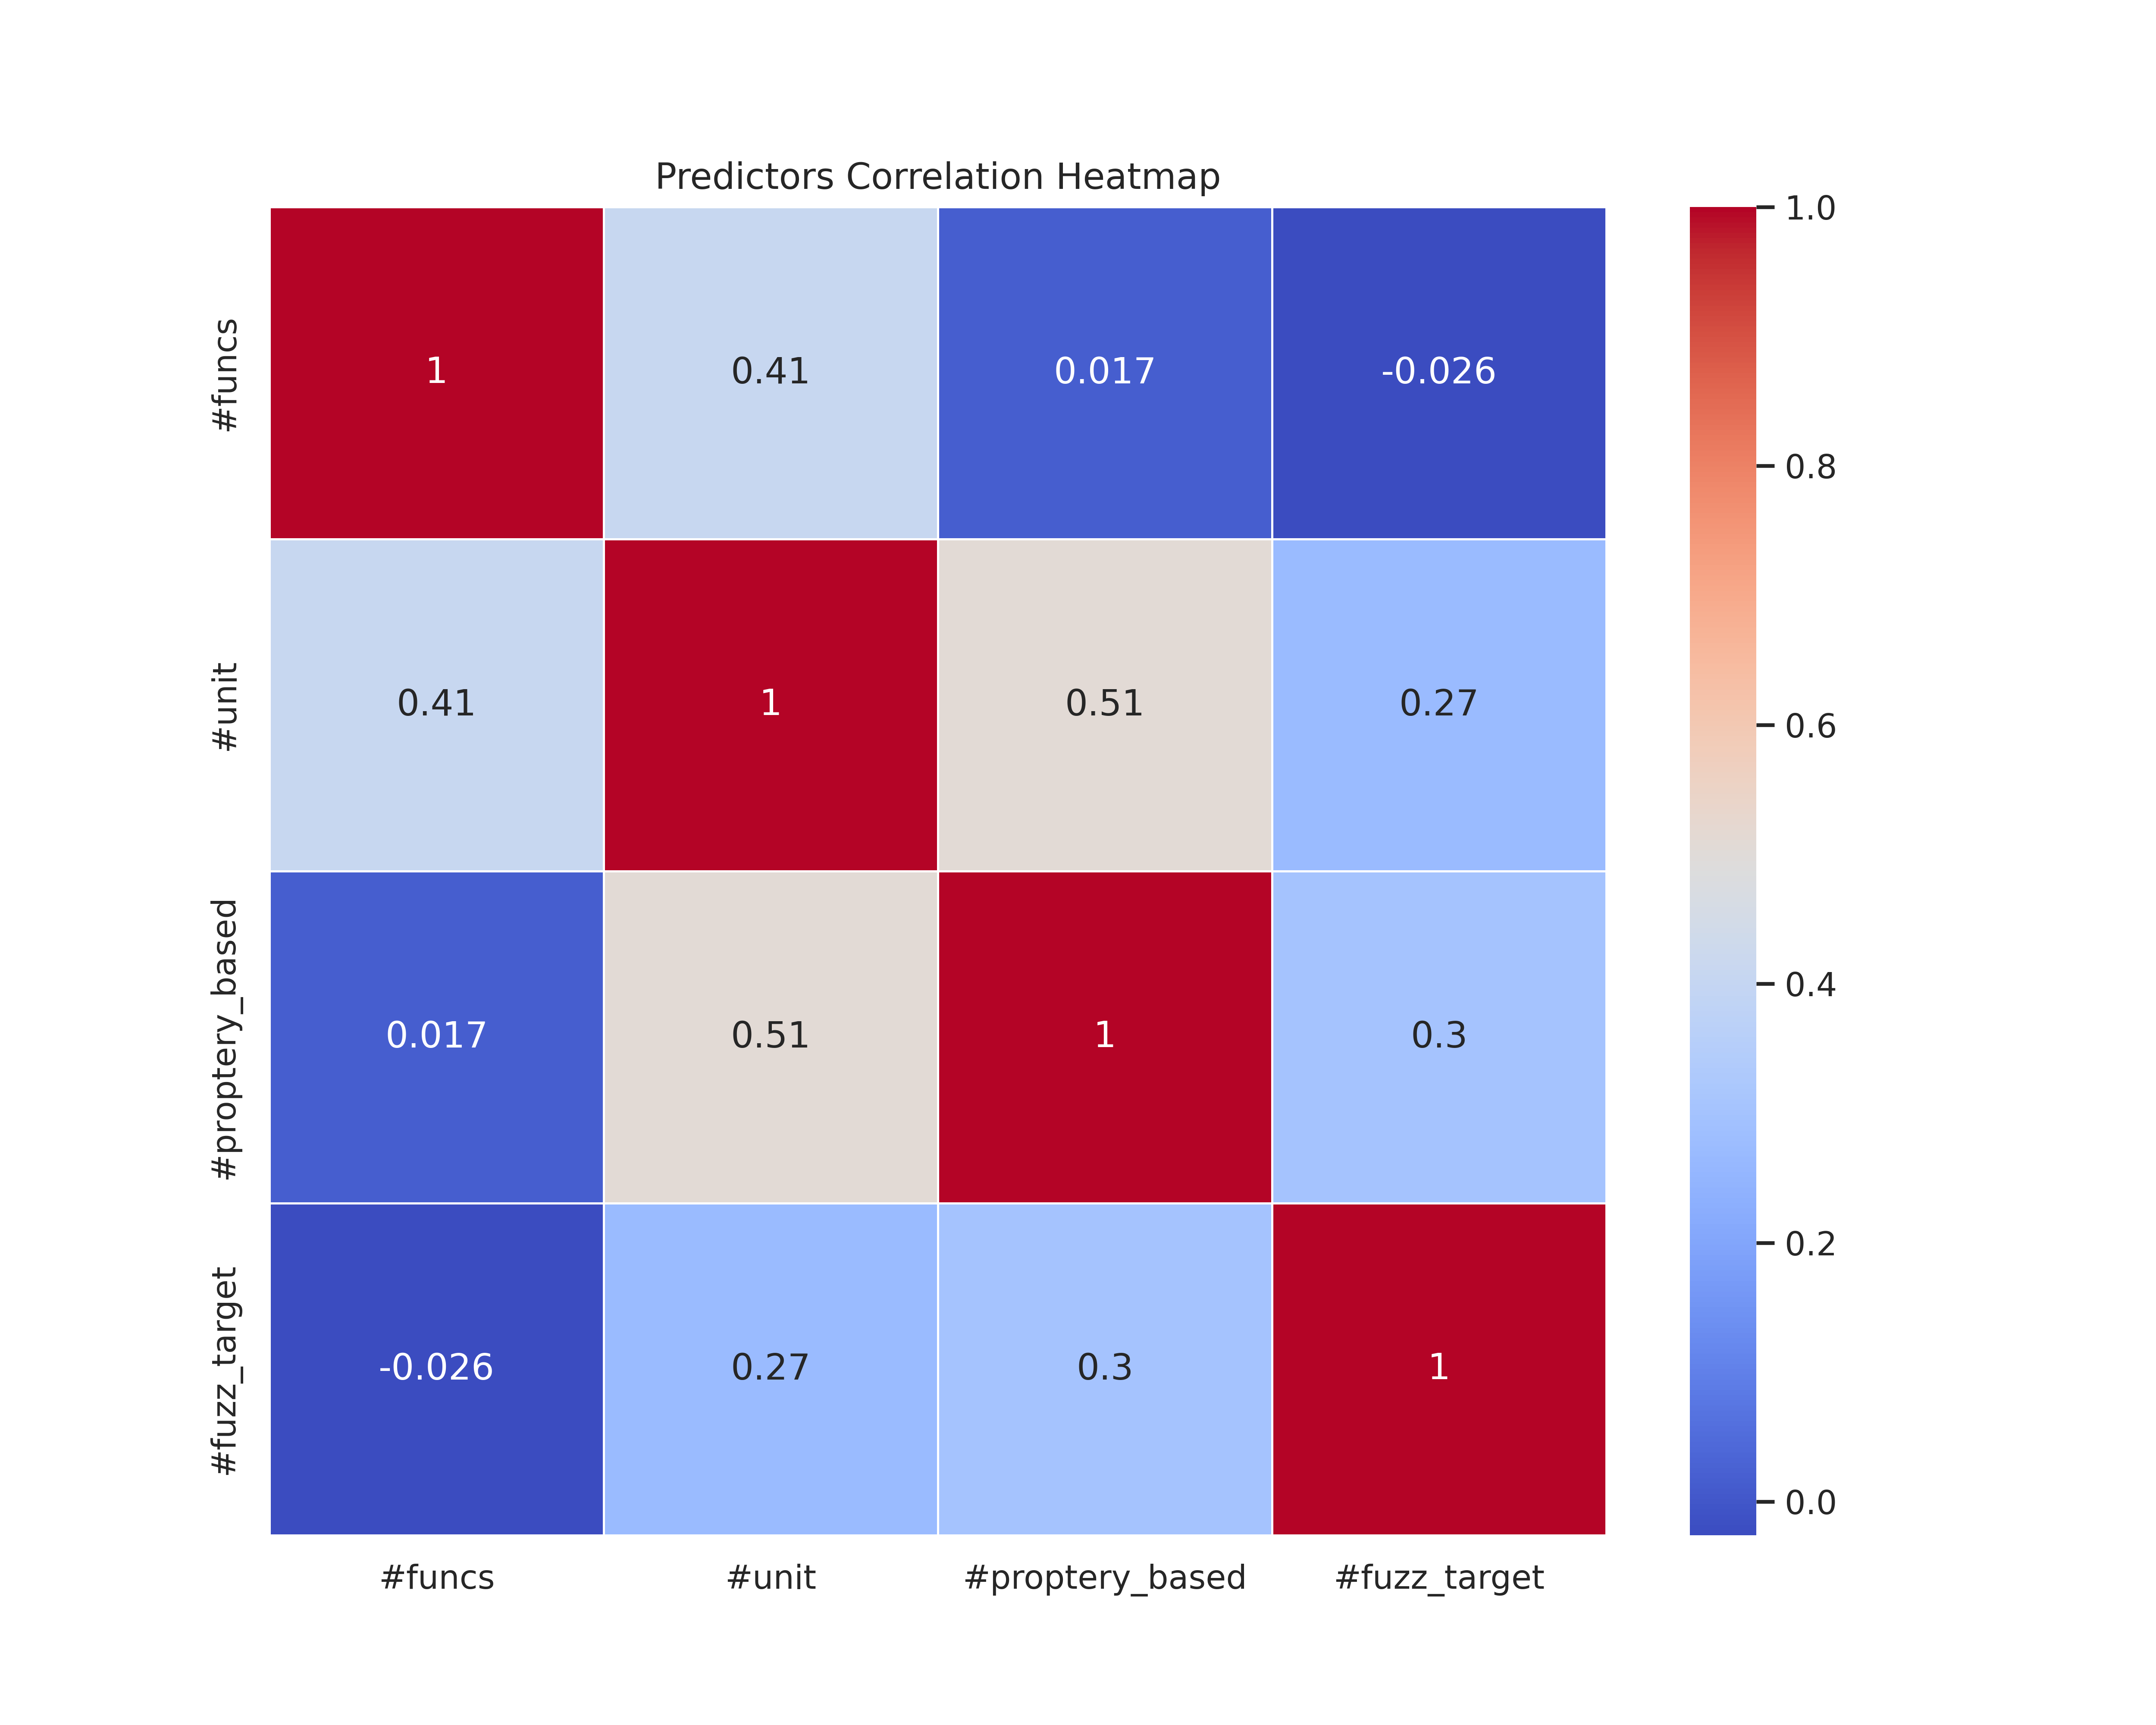 Predictors Correlation Heatmap
#funcs 1 0.41 0.017 -0.026
#unit 0.41 1 0.51 0.27
#proptery_based 0.017 0.51 1 0.3
#fuzz_target -0.026 0.27 0.3 1
#funcs #unit #proptery_based #fuzz_target
1.0
0.8
0.6
0.4
0.2
0.0